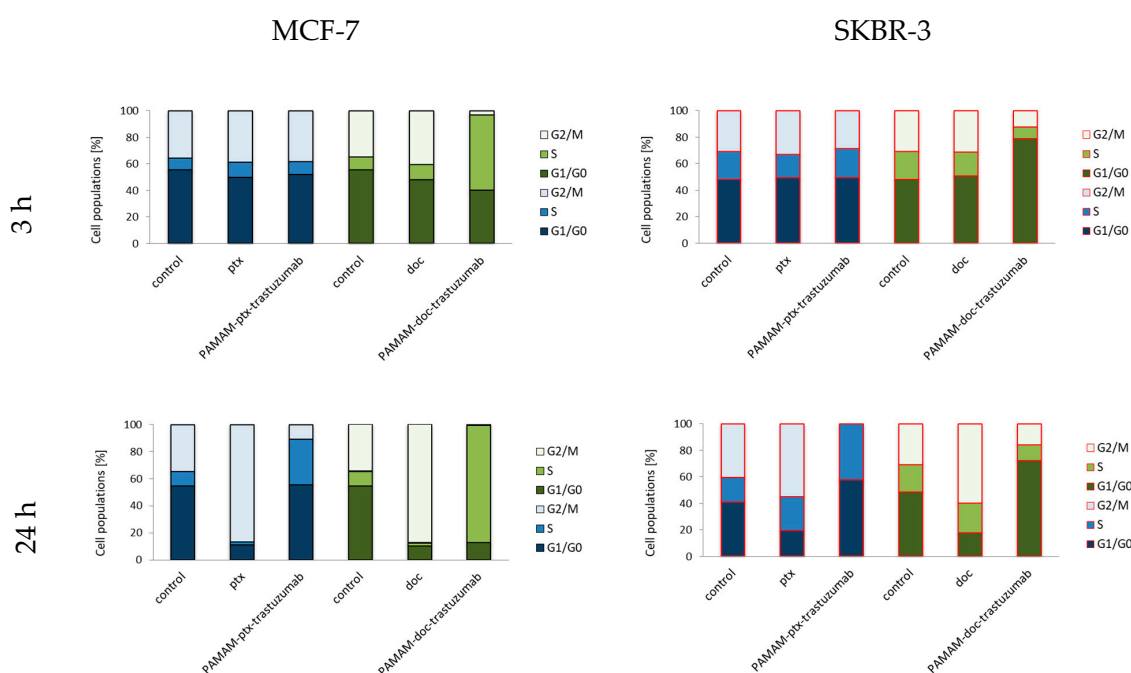 MCF-7
SKBR-3
3 h
Cell populations [%]
100
80
60
40
20
0
control
ptx
PAMAM-ptx-trastuzumab
control
doc
PAMAM-doc-trastuzumab
G2/M
S
G1/G0
G2/M
S
G1/G0
Cell populations [%]
100
80
60
40
20
0
control
ptx
PAMAM-ptx-trastuzumab
control
doc
PAMAM-doc-trastuzumab
G2/M
S
G1/G0
G2/M
S
G1/G0
24 h
Cell populations [%]
100
80
60
40
20
0
control
ptx
PAMAM-ptx-trastuzumab
control
doc
PAMAM-doc-trastuzumab
G2/M
S
G1/G0
G2/M
S
G1/G0
Cell populations [%]
100
80
60
40
20
0
control
ptx
PAMAM-ptx-trastuzumab
control
doc
PAMAM-doc-trastuzumab
G2/M
S
G1/G0
G2/M
S
G1/G0